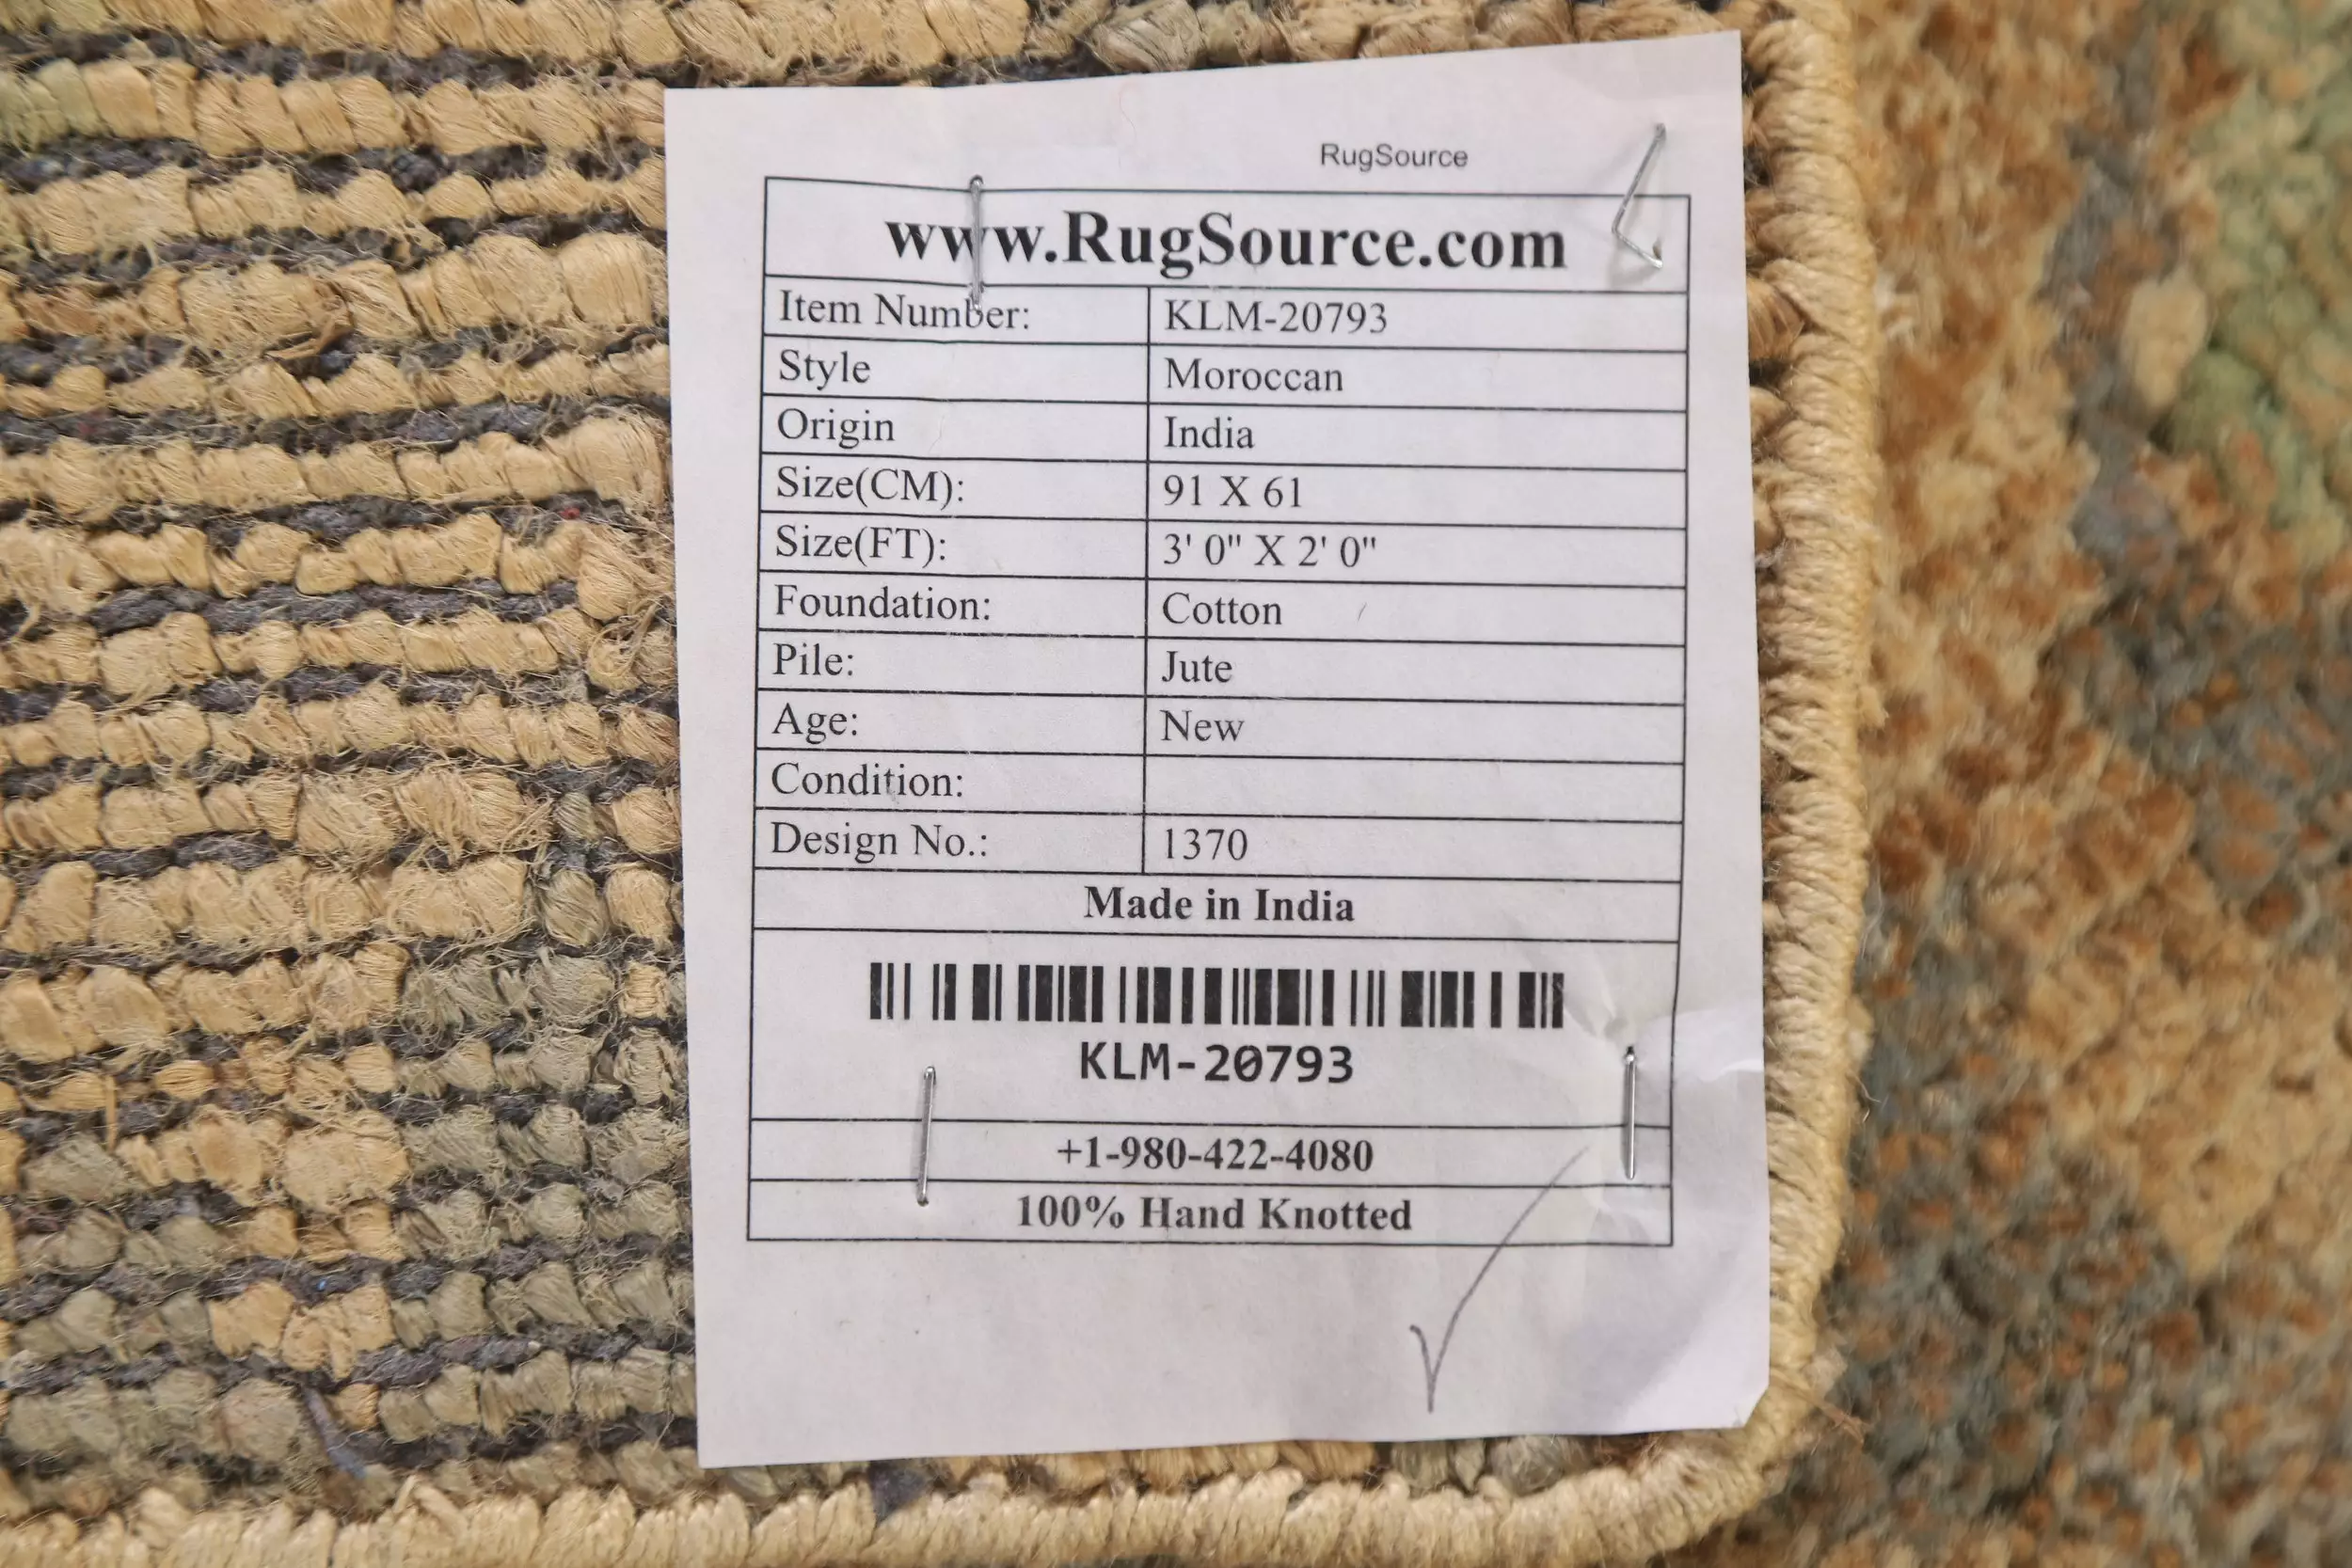 RugSource
www.RugSource.com
Item Number: KLM-20793
Style Moroccan
Origin India
Size(CM): 91 X 61
Size(FT): 3' 0" X 2' 0"
Foundation: Cotton
Pile: Jute
Age: New
Condition:
Design No.: 1370
Made in India
KLM-20793
+1-980-422-4080
100% Hand Knotted